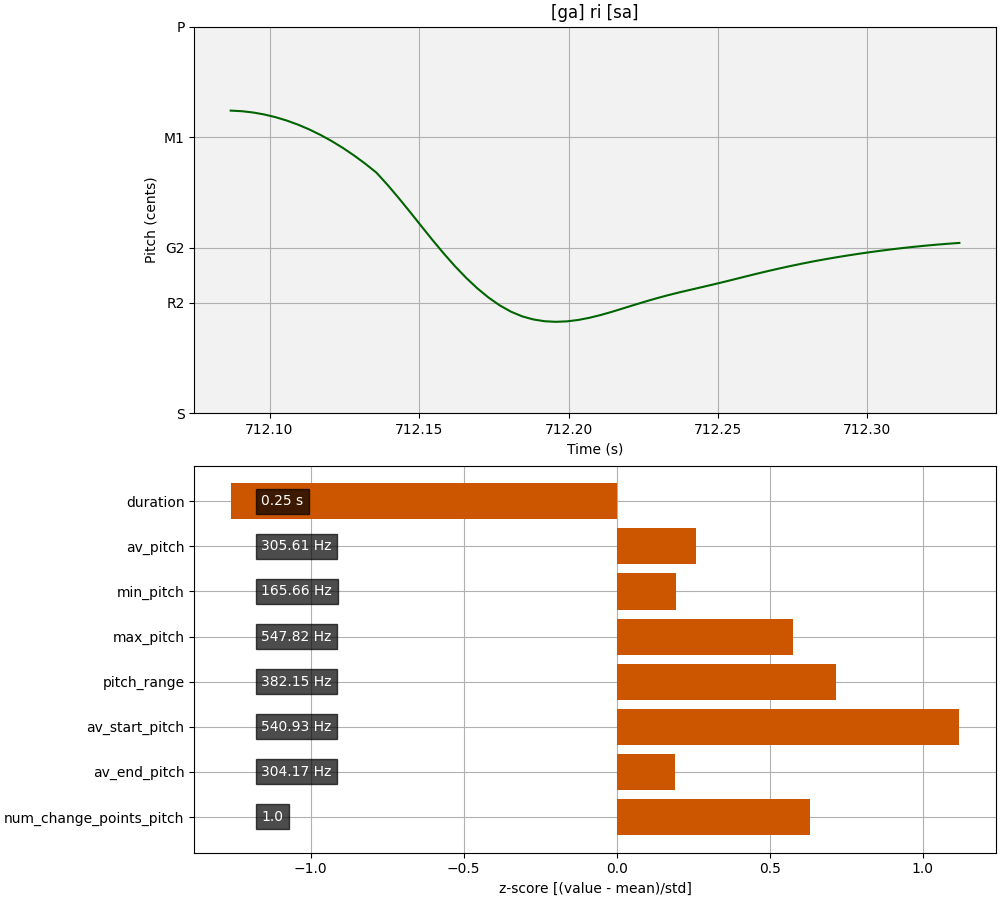 [ga] ri [sa]
P
M1
G2
R2
S
Pitch (cents)
712.10 712.15 712.20 712.25 712.30
Time (s)
duration 0.25 s
av_pitch 305.61 Hz
min_pitch 165.66 Hz
max_pitch 547.82 Hz
pitch_range 382.15 Hz
av_start_pitch 540.93 Hz
av_end_pitch 304.17 Hz
num_change_points_pitch 1.0
−1.0 −0.5 0.0 0.5 1.0
z-score [(value - mean)/std]